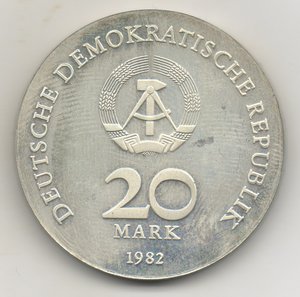 DEUTSCHE DEMOKRATISCHE REPUBLIK
20
MARK
1982